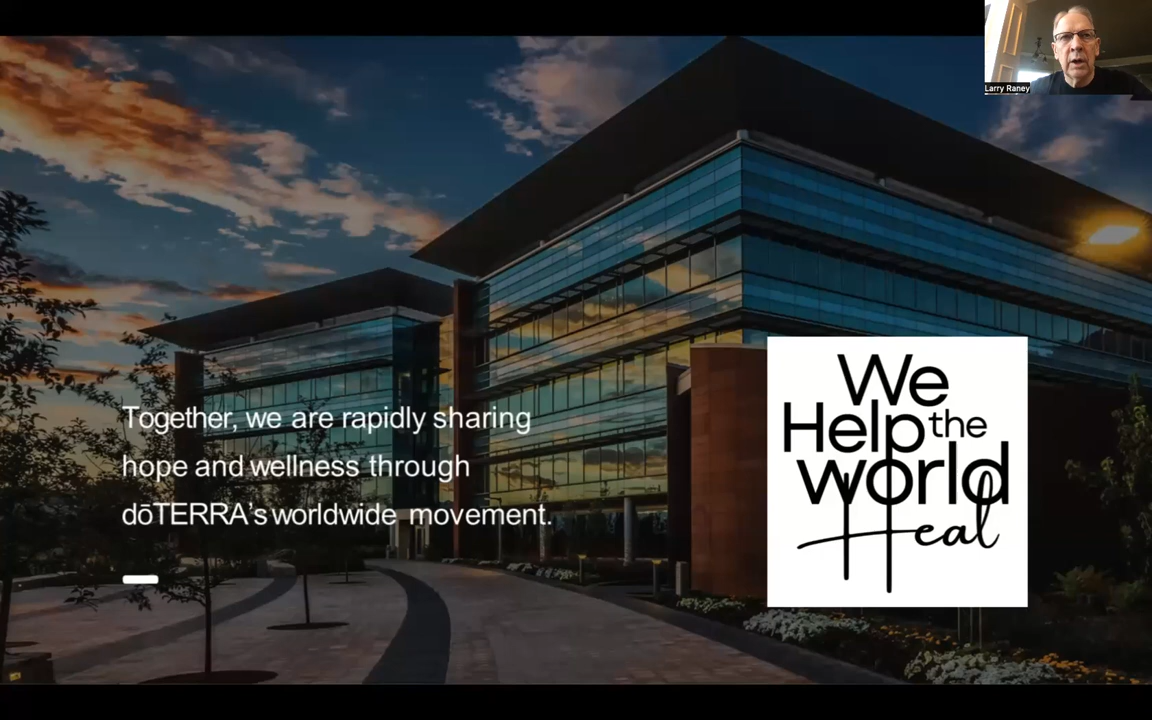 Larry Raney
Together, we are rapidly sharing
hope and wellness through
dōTERRA's worldwide movement.
We
Help the
world
Heal